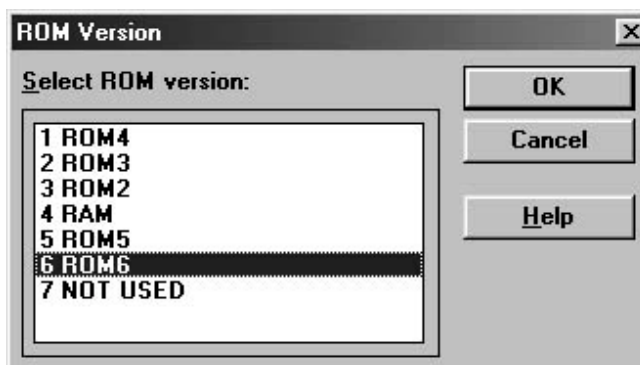 ROM Version
Select ROM version:
1 ROM4
2 ROM3
3 ROM2
4 RAM
5 ROM5
6 ROM6
7 NOT USED
OK
Cancel
Help